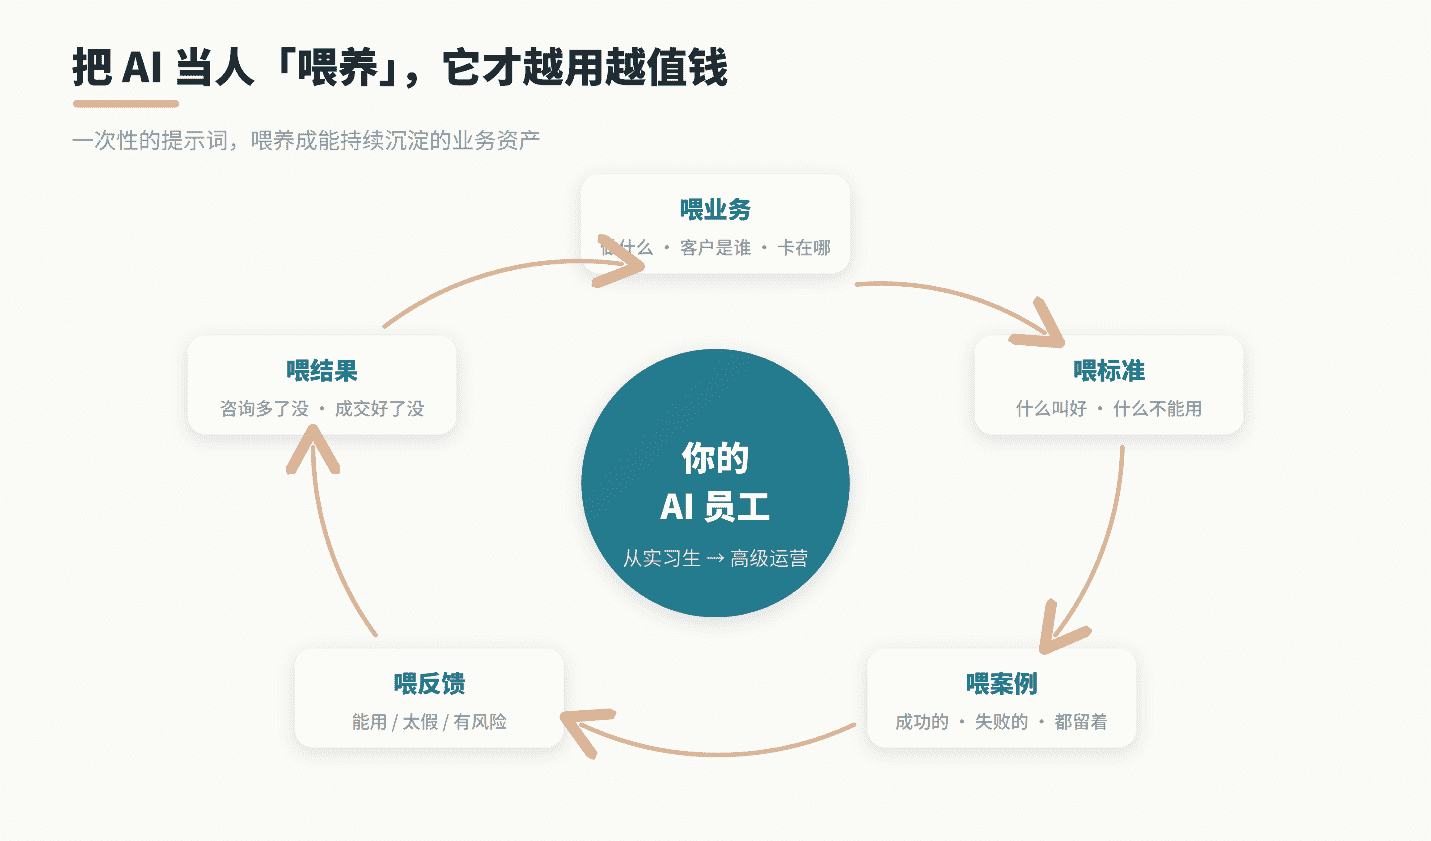 把 AI 当人「喂养」，它才越用越值钱
一次性的提示词，喂养成能持续沉淀的业务资产
喂业务
做什么 · 客户是谁 · 卡在哪
喂标准
什么叫好 · 什么不能用
喂案例
成功的 · 失败的 · 都留着
喂反馈
能用 / 太假 / 有风险
喂结果
咨询多了没 · 成交好了没
你的
AI 员工
从实习生 → 高级运营